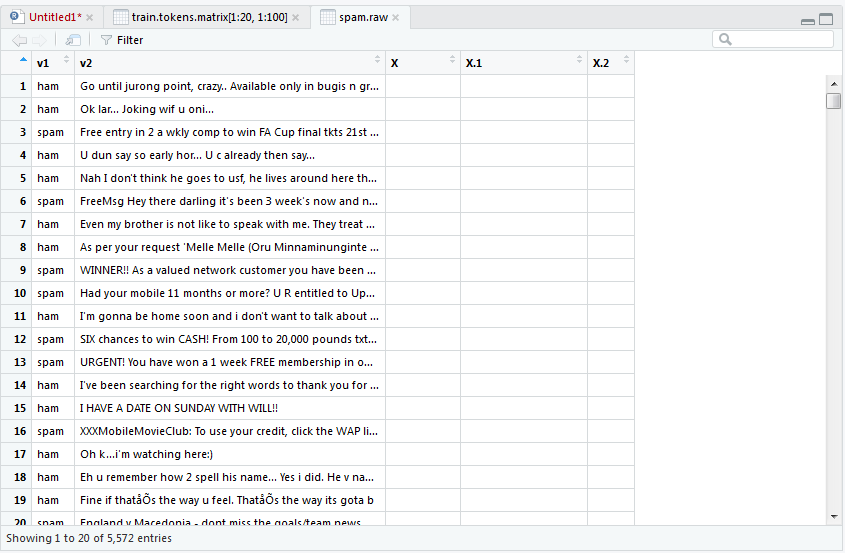 Untitled1* train.tokens.matrix[1:20, 1:100] spam.raw
Filter
v1 v2 X X.1 X.2
1 ham Go until jurong point, crazy.. Available only in bugis n gr...
2 ham Ok lar... Joking wif u oni...
3 spam Free entry in 2 a wkly comp to win FA Cup final tkts 21st ...
4 ham U dun say so early hor... U c already then say...
5 ham Nah I don't think he goes to usf, he lives around here th...
6 spam FreeMsg Hey there darling it's been 3 week's now and n...
7 ham Even my brother is not like to speak with me. They treat ...
8 ham As per your request 'Melle Melle (Oru Minnaminunginte ...
9 spam WINNER!! As a valued network customer you have been ...
10 spam Had your mobile 11 months or more? U R entitled to Up...
11 ham I'm gonna be home soon and i don't want to talk about ...
12 spam SIX chances to win CASH! From 100 to 20,000 pounds txt...
13 spam URGENT! You have won a 1 week FREE membership in o...
14 ham I've been searching for the right words to thank you for ...
15 ham I HAVE A DATE ON SUNDAY WITH WILL!!
16 spam XXXMobileMovieClub: To use your credit, click the WAP li...
17 ham Oh k...i'm watching here:)
18 ham Eh u remember how 2 spell his name... Yes i did. He v na...
19 ham Fine if thatåÕs the way u feel. ThatåÕs the way its gota b
20 spam England v Macedonia - dont miss the goals/team news
Showing 1 to 20 of 5,572 entries